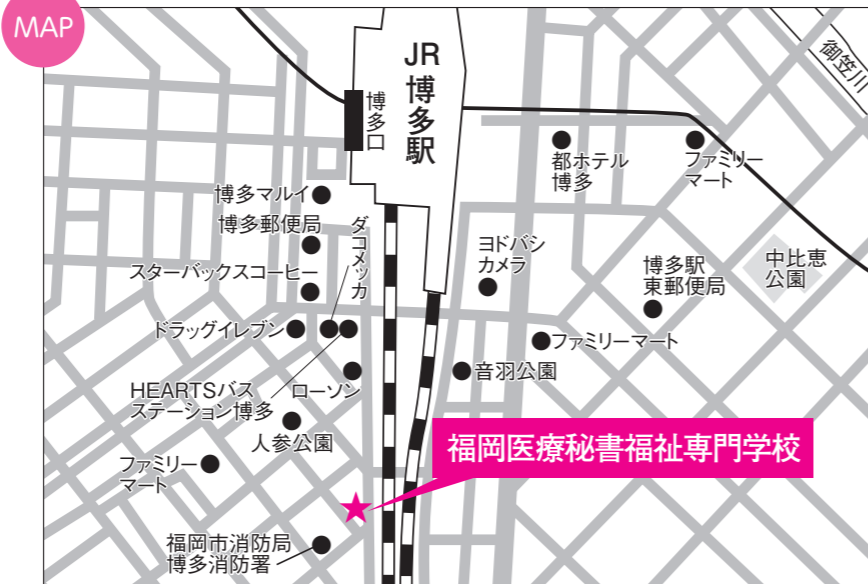 MAP
JR
博多駅
博多口
御笠川
都ホテル
博多
ファミリー
マート
博多マルイ
博多郵便局
スターバックスコーヒー
ダコメッカ
ヨドバシ
カメラ
博多駅
東郵便局
中比恵
公園
ドラッグイレブン
ファミリーマート
HEARTSバス
ステーション博多
ローソン
音羽公園
人参公園
福岡医療秘書福祉専門学校
ファミリー
マート
福岡市消防局
博多消防署